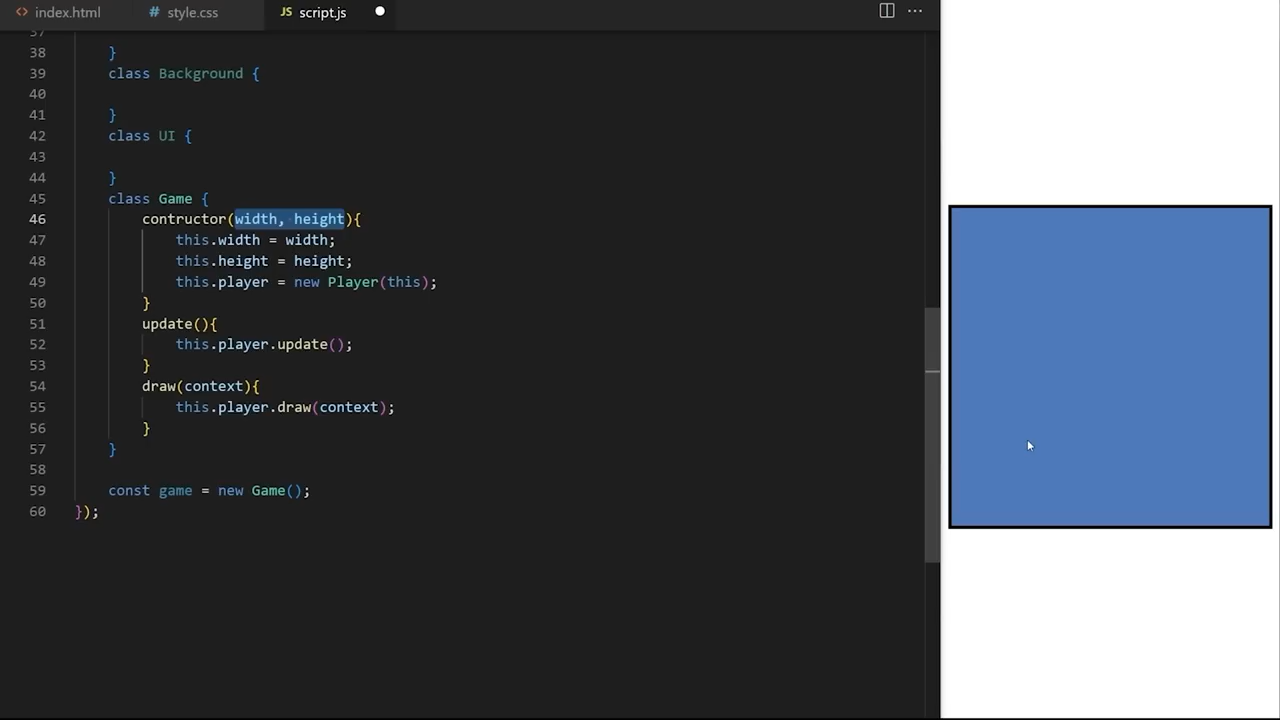 index.html # style.css JS script.js
37
38 }
39 class Background {
40
41 }
42 class UI {
43
44 }
45 class Game {
46 contructor(width, height){
47 this.width = width;
48 this.height = height;
49 this.player = new Player(this);
50 }
51 update(){
52 this.player.update();
53 }
54 draw(context){
55 this.player.draw(context);
56 }
57 }
58
59 const game = new Game();
60 });